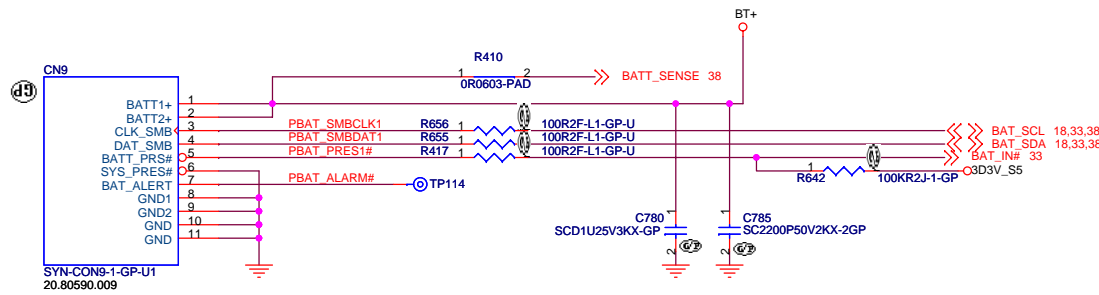 BT+
R410
1 2
0R0603-PAD
BATT_SENSE 38
CN9
GP
BATT1+ 1
BATT2+ 2
CLK_SMB 3 PBAT_SMBCLK1 R656 100R2F-L1-GP-U BAT_SCL 18,33,38
DAT_SMB 4 PBAT_SMBDAT1 R655 100R2F-L1-GP-U BAT_SDA 18,33,38
BATT_PRS# 5 PBAT_PRES1# R417 100R2F-L1-GP-U BAT_IN# 33
SYS_PRES# 6
R642 100KR2J-1-GP 3D3V_S5
BAT_ALERT 7 PBAT_ALARM# TP114
GND1 8
GND2 9
GND 10
GND 11
1 C780 2
SCD1U25V3KX-GP
G/P
1 C785 2
SC2200P50V2KX-2GP
G/P
SYN-CON9-1-GP-U1
20.80590.009